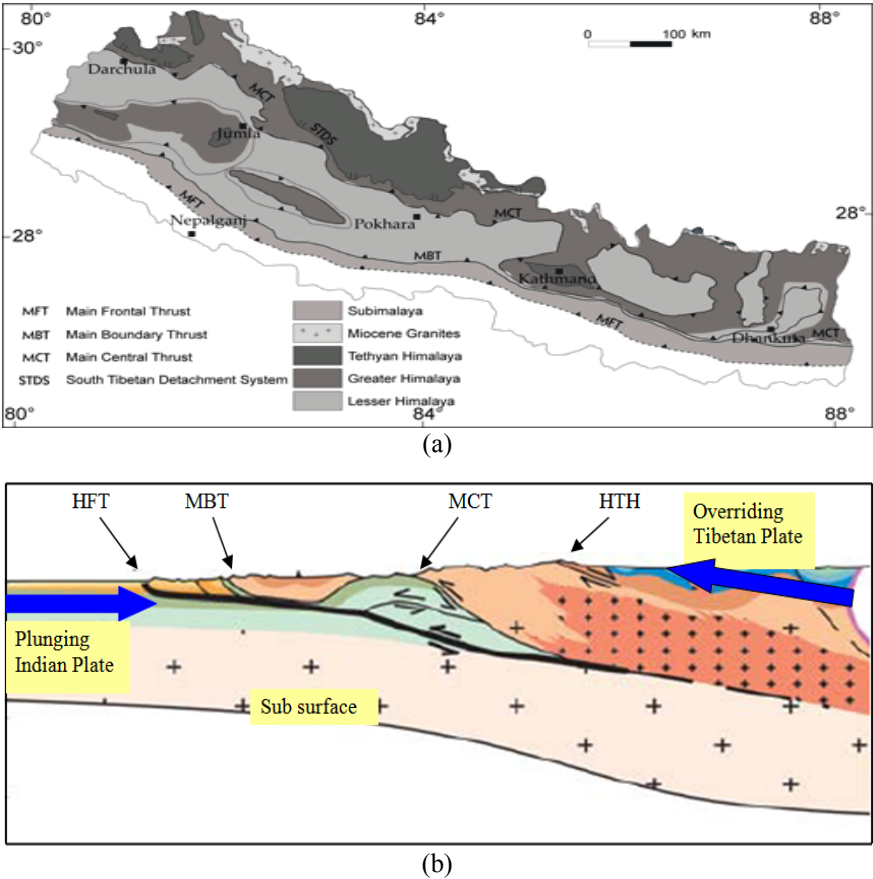 80°
84°
88°
30°
0 100 km
Darchula
MCT
Jumla
STDS
MFT
Nepalganj
Pokhara
MCT
28°
28°
MBT
Kathmand
MFT
Dhankuta
MCT
MFT Main Frontal Thrust
MBT Main Boundary Thrust
MCT Main Central Thrust
STDS South Tibetan Detachment System
Subimalaya
Miocene Granites
Tethyan Himalaya
Greater Himalaya
Lesser Himalaya
80°
84°
88°
(a)
HFT
MBT
MCT
HTH
Overriding
Tibetan Plate
Plunging
Indian Plate
Sub surface
(b)